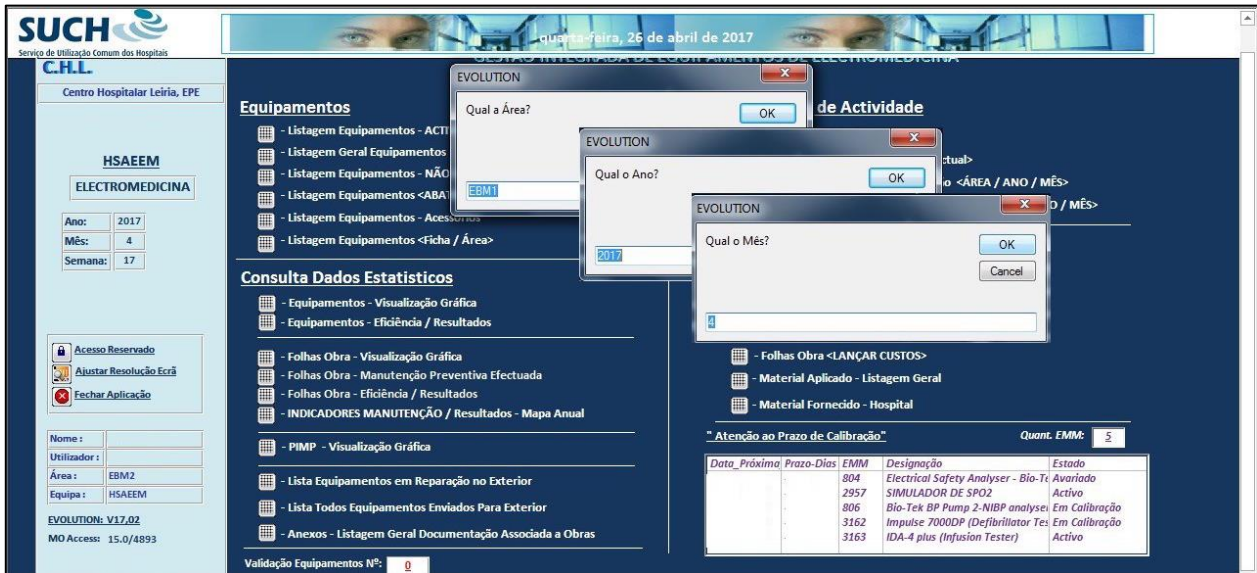 SUCH
Serviço de Utilização Comum dos Hospitais
quarta-feira, 26 de abril de 2017
GESTÃO INTEGRADA DE EQUIPAMENTOS DE ELECTROMEDICINA
C.H.L.
Centro Hospitalar Leiria, EPE
HSAEEM
ELECTROMEDICINA
Ano: 2017
Mês: 4
Semana: 17
Acesso Reservado
Ajustar Resolução Ecrã
Fechar Aplicação
Nome :
Utilizador :
Área : EBM2
Equipa : HSAEEM
EVOLUTION: V17,02
MO Access: 15.0/4893
Equipamentos
- Listagem Equipamentos - ACTI
- Listagem Geral Equipamentos
- Listagem Equipamentos - NÃO
- Listagem Equipamentos <ABAT
- Listagem Equipamentos - Acessórios
- Listagem Equipamentos <Ficha / Área>
Consulta Dados Estatisticos
- Equipamentos - Visualização Gráfica
- Equipamentos - Eficiência / Resultados
- Folhas Obra - Visualização Gráfica
- Folhas Obra - Manutenção Preventiva Efectuada
- Folhas Obra - Eficiência / Resultados
- INDICADORES MANUTENÇÃO / Resultados - Mapa Anual
- PIMP - Visualização Gráfica
- Lista Equipamentos em Reparação no Exterior
- Lista Todos Equipamentos Enviados Para Exterior
- Anexos - Listagem Geral Documentação Associada a Obras
Validação Equipamentos Nº: 0
EVOLUTION
Qual a Área?
OK
EBM1
EVOLUTION
Qual o Ano?
OK
2017
EVOLUTION
Qual o Mês?
OK
Cancel
4
de Actividade
ctual>
o <ÁREA / ANO / MÊS>
O / MÊS>
- Folhas Obra <LANÇAR CUSTOS>
- Material Aplicado - Listagem Geral
- Material Fornecido - Hospital
" Atenção ao Prazo de Calibração" Quant. EMM: 5
Data_Próxima Prazo-Dias EMM Designação Estado
804 Electrical Safety Analyser - Bio-Te Avariado
2957 SIMULADOR DE SPO2 Activo
806 Bio-Tek BP Pump 2-NIBP analyser Em Calibração
3162 Impulse 7000DP (Defibrillator Tes Em Calibração
3163 IDA-4 plus (Infusion Tester) Activo